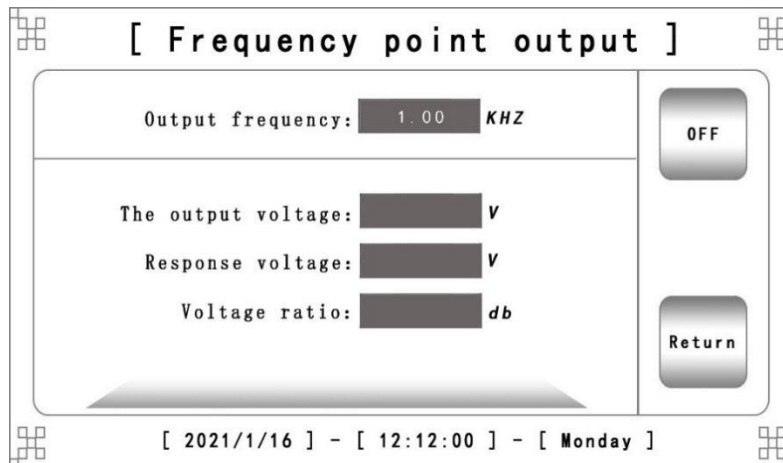 [ Frequency point output ]
Output frequency: 1.00 KHZ
OFF
The output voltage: V
Response voltage: V
Voltage ratio: db
Return
[ 2021/1/16 ] - [ 12:12:00 ] - [ Monday ]